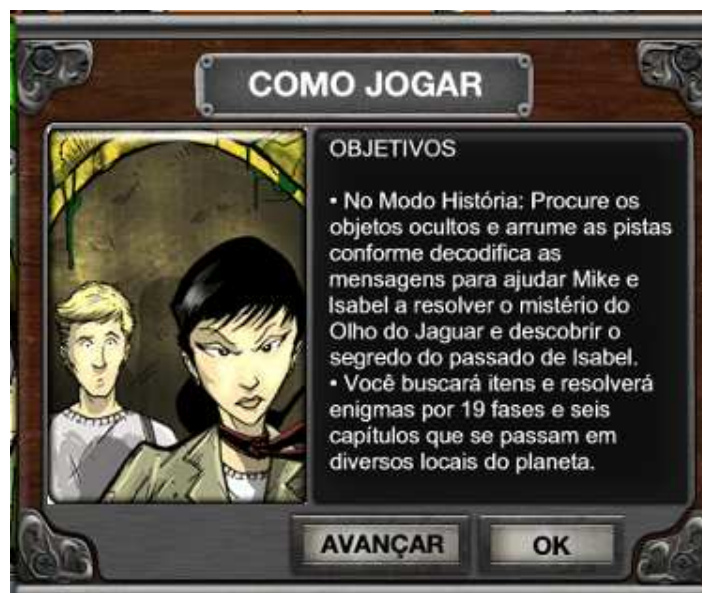 COMO JOGAR
OBJETIVOS
• No Modo História: Procure os
objetos ocultos e arrume as pistas
conforme decodifica as
mensagens para ajudar Mike e
Isabel a resolver o mistério do
Olho do Jaguar e descobrir o
segredo do passado de Isabel.
• Você buscará itens e resolverá
enigmas por 19 fases e seis
capítulos que se passam em
diversos locais do planeta.
AVANÇAR
OK